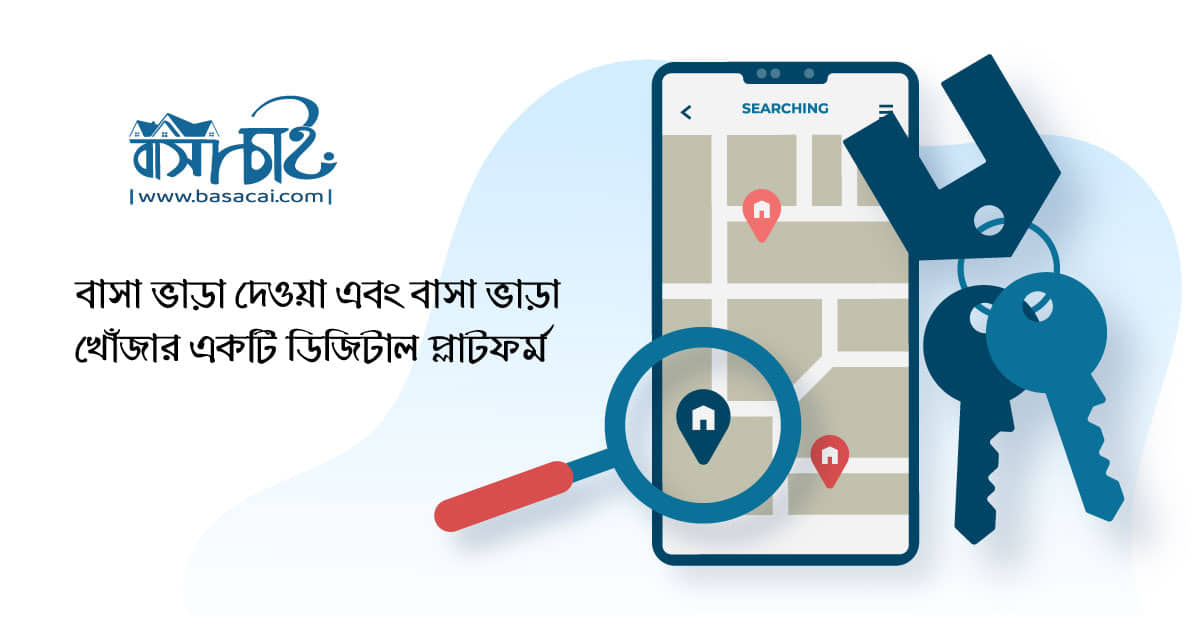 বাসা চাই
www.basacai.com
বাসা ভাড়া দেওয়া এবং বাসা ভাড়া
খোঁজার একটি ডিজিটাল প্লাটফর্ম
SEARCHING